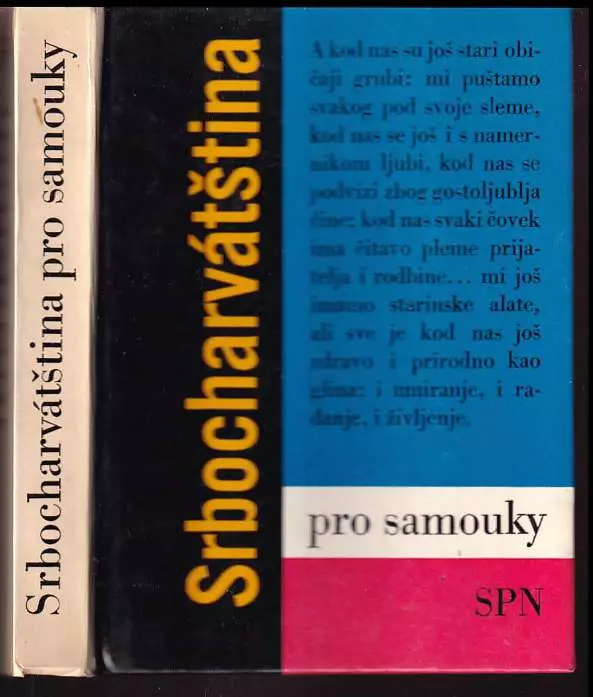 Srbocharvátština pro samouky
Srbocharvátština
A kod nas su još stari obi-
čaji grubi: mi puštamo
svakog pod svoje sleme,
kod nas se još i s namer-
nikom ljubi, kod nas se
podvizi zbog gostoljublja
čine; kod nas svaki čovek
ima čitavo pleme prija-
telja i rodbine... mi još
imamo starinske alate,
ali sve je kod nas još
zdravo i prirodno kao
glina: i umiranje, i ra-
đanje, i življenje.
pro samouky
SPN